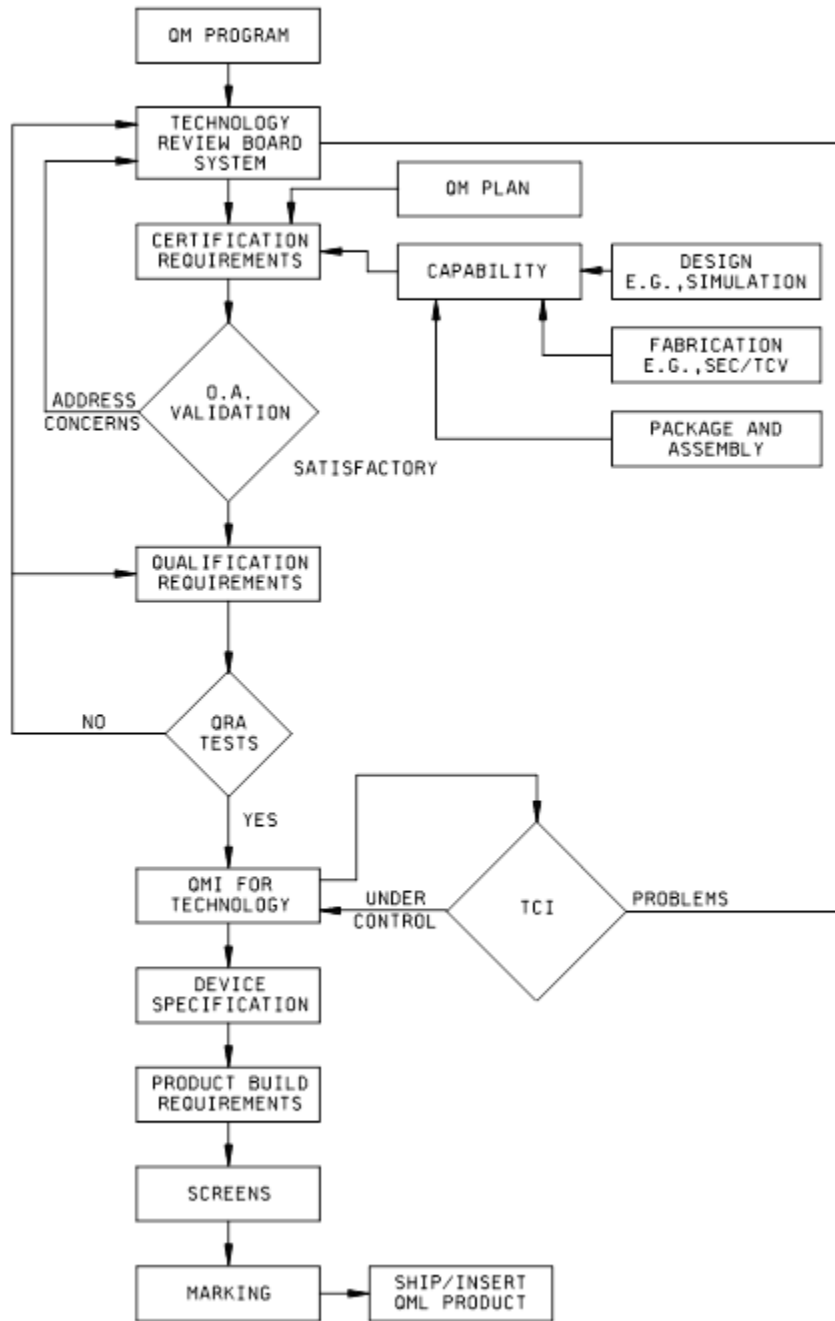 QM PROGRAM
TECHNOLOGY
REVIEW BOARD
SYSTEM
QM PLAN
CERTIFICATION
REQUIREMENTS
CAPABILITY
DESIGN
E.G.,SIMULATION
FABRICATION
E.G.,SEC/TCV
ADDRESS
CONCERNS
O.A.
VALIDATION
PACKAGE AND
ASSEMBLY
SATISFACTORY
QUALIFICATION
REQUIREMENTS
NO
QRA
TESTS
YES
QMI FOR
TECHNOLOGY
UNDER
CONTROL
TCI
PROBLEMS
DEVICE
SPECIFICATION
PRODUCT BUILD
REQUIREMENTS
SCREENS
MARKING
SHIP/INSERT
QML PRODUCT